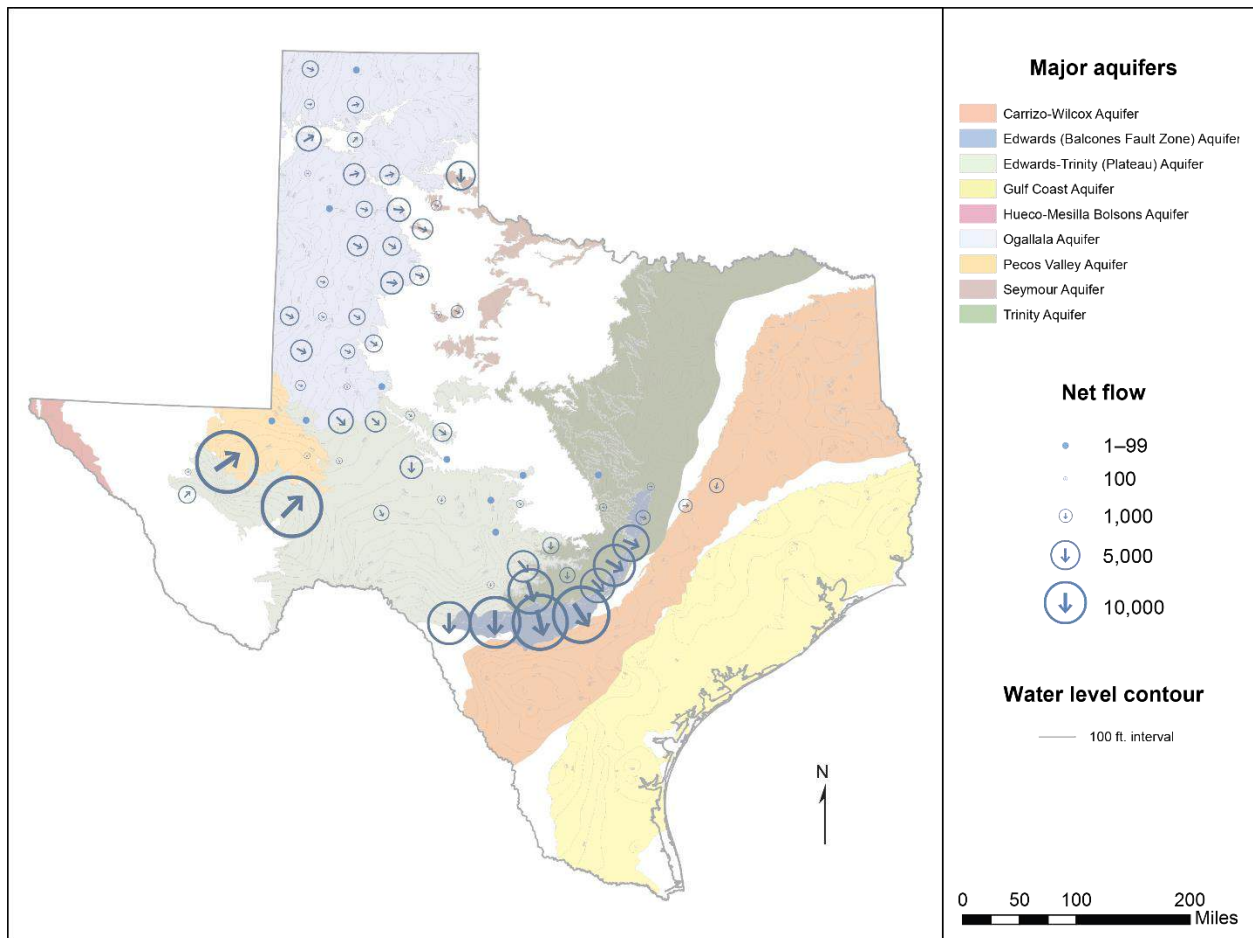 Major aquifers
Carrizo-Wilcox Aquifer
Edwards (Balcones Fault Zone) Aquifer
Edwards-Trinity (Plateau) Aquifer
Gulf Coast Aquifer
Hueco-Mesilla Bolsons Aquifer
Ogallala Aquifer
Pecos Valley Aquifer
Seymour Aquifer
Trinity Aquifer
Net flow
1–99
100
1,000
5,000
10,000
Water level contour
100 ft. interval
N
0 50 100 200
Miles